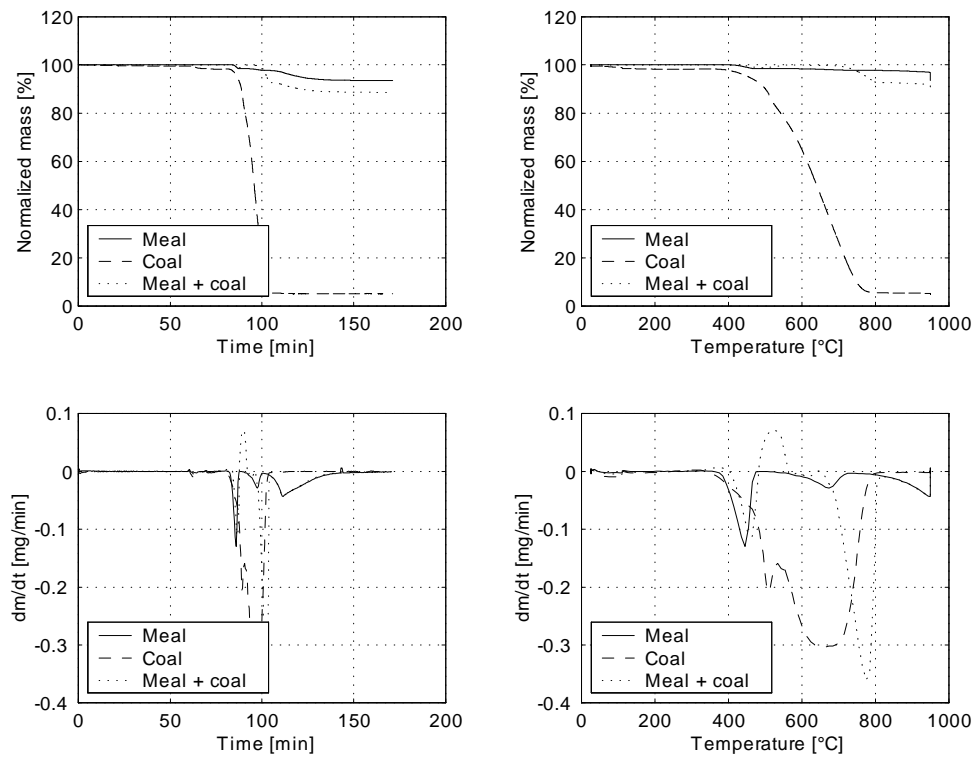 120
100
80
60
40
20
0
Normalized mass [%]
Meal
Coal
Meal + coal
0 50 100 150 200
Time [min]
120
100
80
60
40
20
0
Normalized mass [%]
Meal
Coal
Meal + coal
0 200 400 600 800 1000
Temperature [°C]
0.1
0
-0.1
-0.2
-0.3
-0.4
dm/dt [mg/min]
Meal
Coal
Meal + coal
0 50 100 150 200
Time [min]
0.1
0
-0.1
-0.2
-0.3
-0.4
dm/dt [mg/min]
Meal
Coal
Meal + coal
0 200 400 600 800 1000
Temperature [°C]